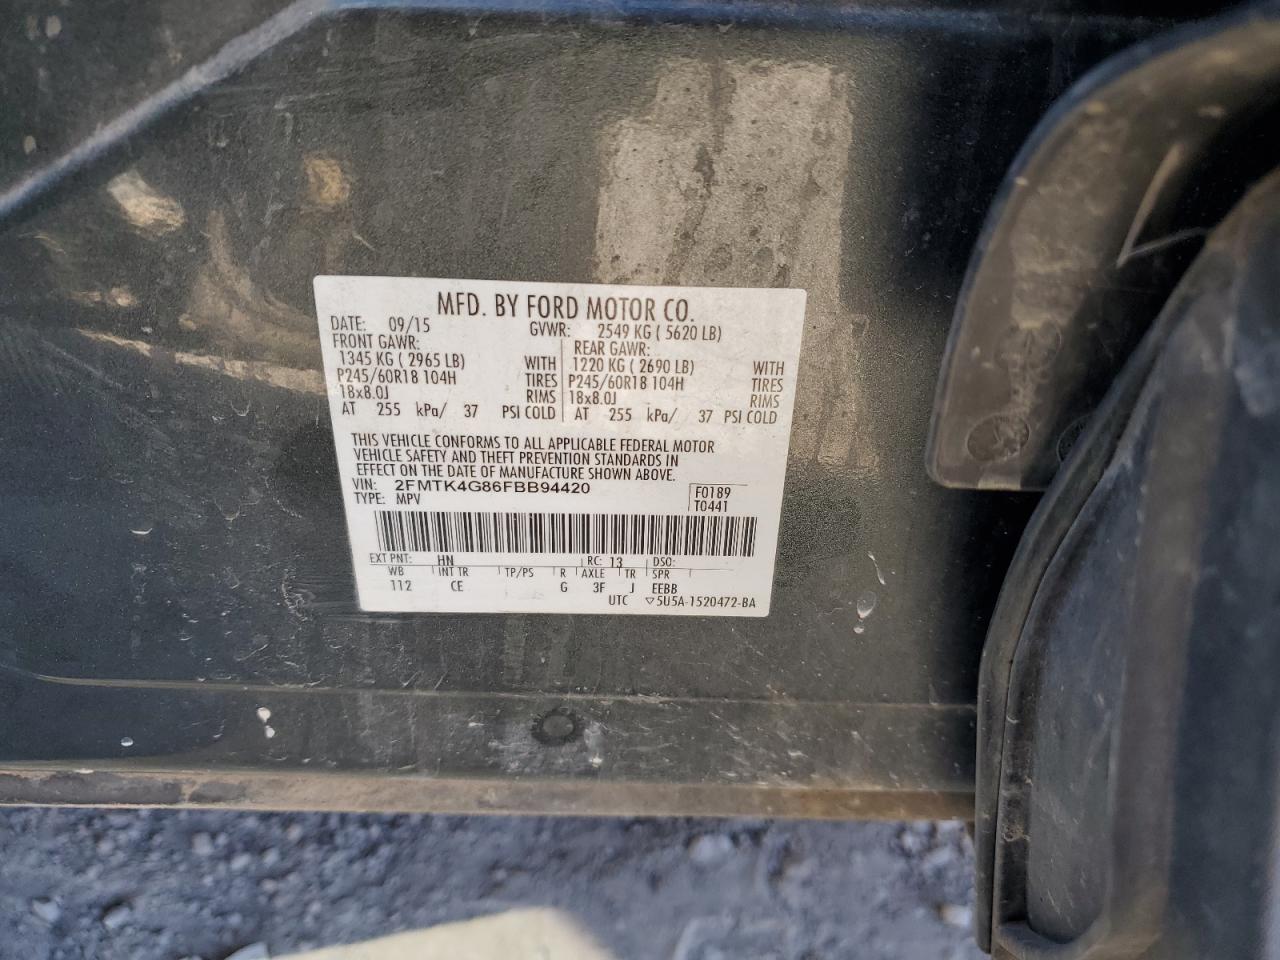 MFD. BY FORD MOTOR CO.
DATE: 09/15 GVWR: 2549 KG ( 5620 LB)
FRONT GAWR: REAR GAWR:
1345 KG ( 2965 LB) WITH 1220 KG ( 2690 LB) WITH
P245/60R18 104H TIRES P245/60R18 104H TIRES
18x8.0J RIMS 18x8.0J RIMS
AT 255 kPa/ 37 PSI COLD AT 255 kPa/ 37 PSI COLD
THIS VEHICLE CONFORMS TO ALL APPLICABLE FEDERAL MOTOR
VEHICLE SAFETY AND THEFT PREVENTION STANDARDS IN
EFFECT ON THE DATE OF MANUFACTURE SHOWN ABOVE.
VIN: 2FMTK4G86FBB94420 F0189
TYPE: MPV T0441
EXT PNT: HN RC: 13 DSO:
WB INT TR TP/PS R AXLE TR SPR
112 CE G 3F J EEBB
UTC ▽5U5A-1520472-BA